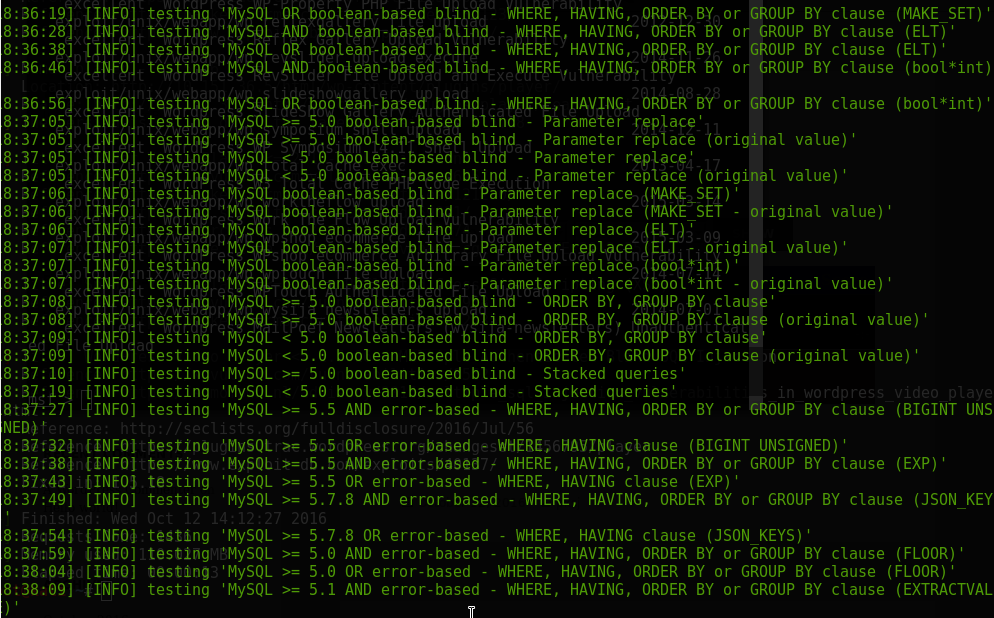 8:36:19] [INFO] testing 'MySQL OR boolean-based blind - WHERE, HAVING, ORDER BY or GROUP BY clause (MAKE_SET)'
8:36:28] [INFO] testing 'MySQL AND boolean-based blind - WHERE, HAVING, ORDER BY or GROUP BY clause (ELT)'
8:36:38] [INFO] testing 'MySQL OR boolean-based blind - WHERE, HAVING, ORDER BY or GROUP BY clause (ELT)'
8:36:46] [INFO] testing 'MySQL AND boolean-based blind - WHERE, HAVING, ORDER BY or GROUP BY clause (bool*int)
8:36:56] [INFO] testing 'MySQL OR boolean-based blind - WHERE, HAVING, ORDER BY or GROUP BY clause (bool*int)'
8:37:05] [INFO] testing 'MySQL >= 5.0 boolean-based blind - Parameter replace'
8:37:05] [INFO] testing 'MySQL >= 5.0 boolean-based blind - Parameter replace (original value)'
8:37:05] [INFO] testing 'MySQL < 5.0 boolean-based blind - Parameter replace'
8:37:05] [INFO] testing 'MySQL < 5.0 boolean-based blind - Parameter replace (original value)'
8:37:06] [INFO] testing 'MySQL boolean-based blind - Parameter replace (MAKE_SET)'
8:37:06] [INFO] testing 'MySQL boolean-based blind - Parameter replace (MAKE_SET - original value)'
8:37:06] [INFO] testing 'MySQL boolean-based blind - Parameter replace (ELT)'
8:37:07] [INFO] testing 'MySQL boolean-based blind - Parameter replace (ELT - original value)'
8:37:07] [INFO] testing 'MySQL boolean-based blind - Parameter replace (bool*int)'
8:37:07] [INFO] testing 'MySQL boolean-based blind - Parameter replace (bool*int - original value)'
8:37:08] [INFO] testing 'MySQL >= 5.0 boolean-based blind - ORDER BY, GROUP BY clause'
8:37:08] [INFO] testing 'MySQL >= 5.0 boolean-based blind - ORDER BY, GROUP BY clause (original value)'
8:37:09] [INFO] testing 'MySQL < 5.0 boolean-based blind - ORDER BY, GROUP BY clause'
8:37:09] [INFO] testing 'MySQL < 5.0 boolean-based blind - ORDER BY, GROUP BY clause (original value)'
8:37:10] [INFO] testing 'MySQL >= 5.0 boolean-based blind - Stacked queries'
8:37:19] [INFO] testing 'MySQL < 5.0 boolean-based blind - Stacked queries'
8:37:27] [INFO] testing 'MySQL >= 5.5 AND error-based - WHERE, HAVING, ORDER BY or GROUP BY clause (BIGINT UNS
NED)'
8:37:32] [INFO] testing 'MySQL >= 5.5 OR error-based - WHERE, HAVING clause (BIGINT UNSIGNED)'
8:37:38] [INFO] testing 'MySQL >= 5.5 AND error-based - WHERE, HAVING, ORDER BY or GROUP BY clause (EXP)'
8:37:43] [INFO] testing 'MySQL >= 5.5 OR error-based - WHERE, HAVING clause (EXP)'
8:37:49] [INFO] testing 'MySQL >= 5.7.8 AND error-based - WHERE, HAVING, ORDER BY or GROUP BY clause (JSON_KEY
'
Finished: Wed Oct 12 14:12:27 2016
8:37:54] [INFO] testing 'MySQL >= 5.7.8 OR error-based - WHERE, HAVING clause (JSON_KEYS)'
8:37:59] [INFO] testing 'MySQL >= 5.0 AND error-based - WHERE, HAVING, ORDER BY or GROUP BY clause (FLOOR)'
8:38:04] [INFO] testing 'MySQL >= 5.0 OR error-based - WHERE, HAVING, ORDER BY or GROUP BY clause (FLOOR)'
8:38:09] [INFO] testing 'MySQL >= 5.1 AND error-based - WHERE, HAVING, ORDER BY or GROUP BY clause (EXTRACTVAL
)'